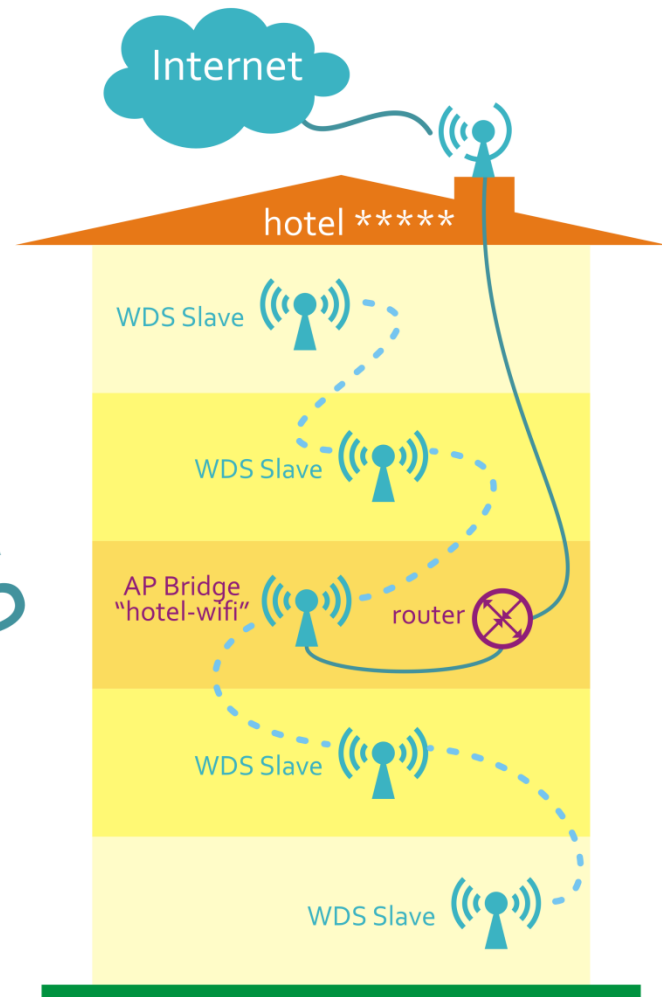 Internet
hotel *****
WDS Slave
WDS Slave
AP Bridge
“hotel-wifi”
router
WDS Slave
WDS Slave